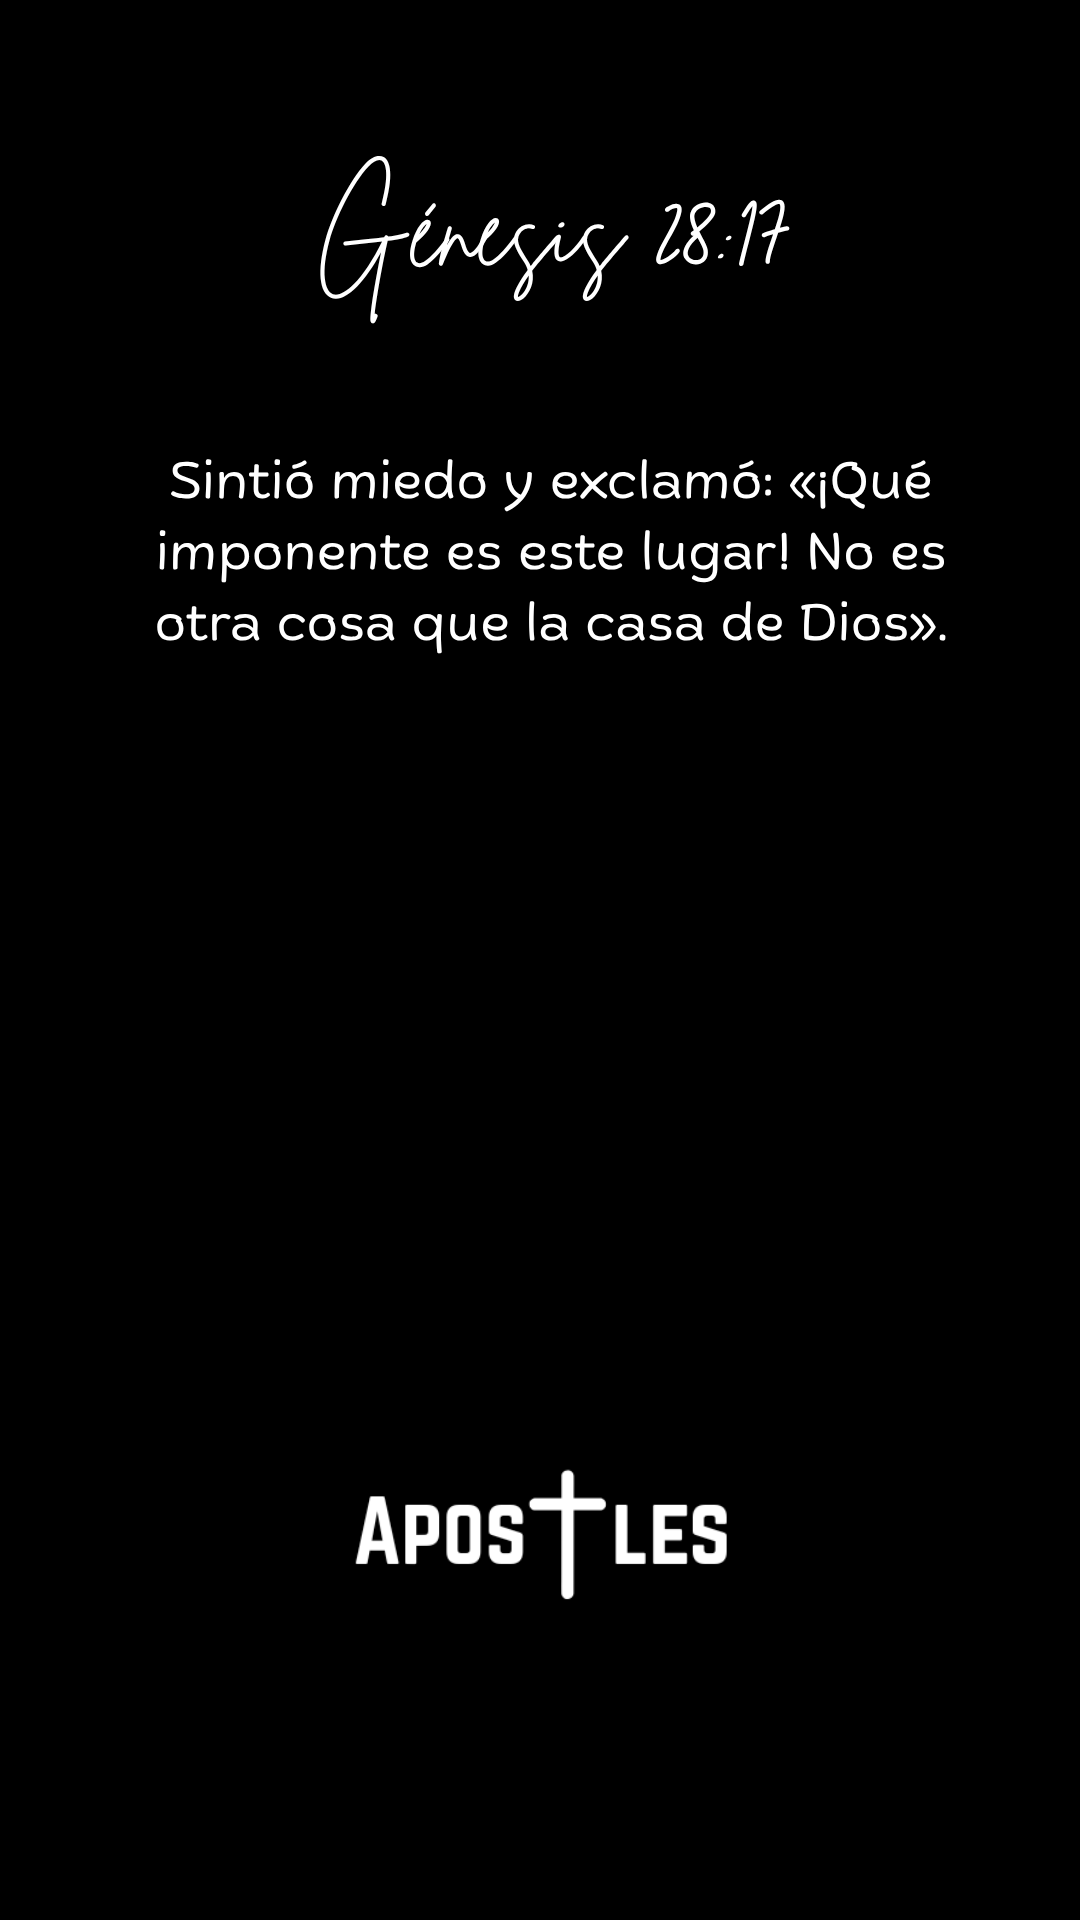 Génesis 28:17
Sintió miedo y exclamó: «¡Qué
imponente es este lugar! No es
otra cosa que la casa de Dios».
APOS†LES